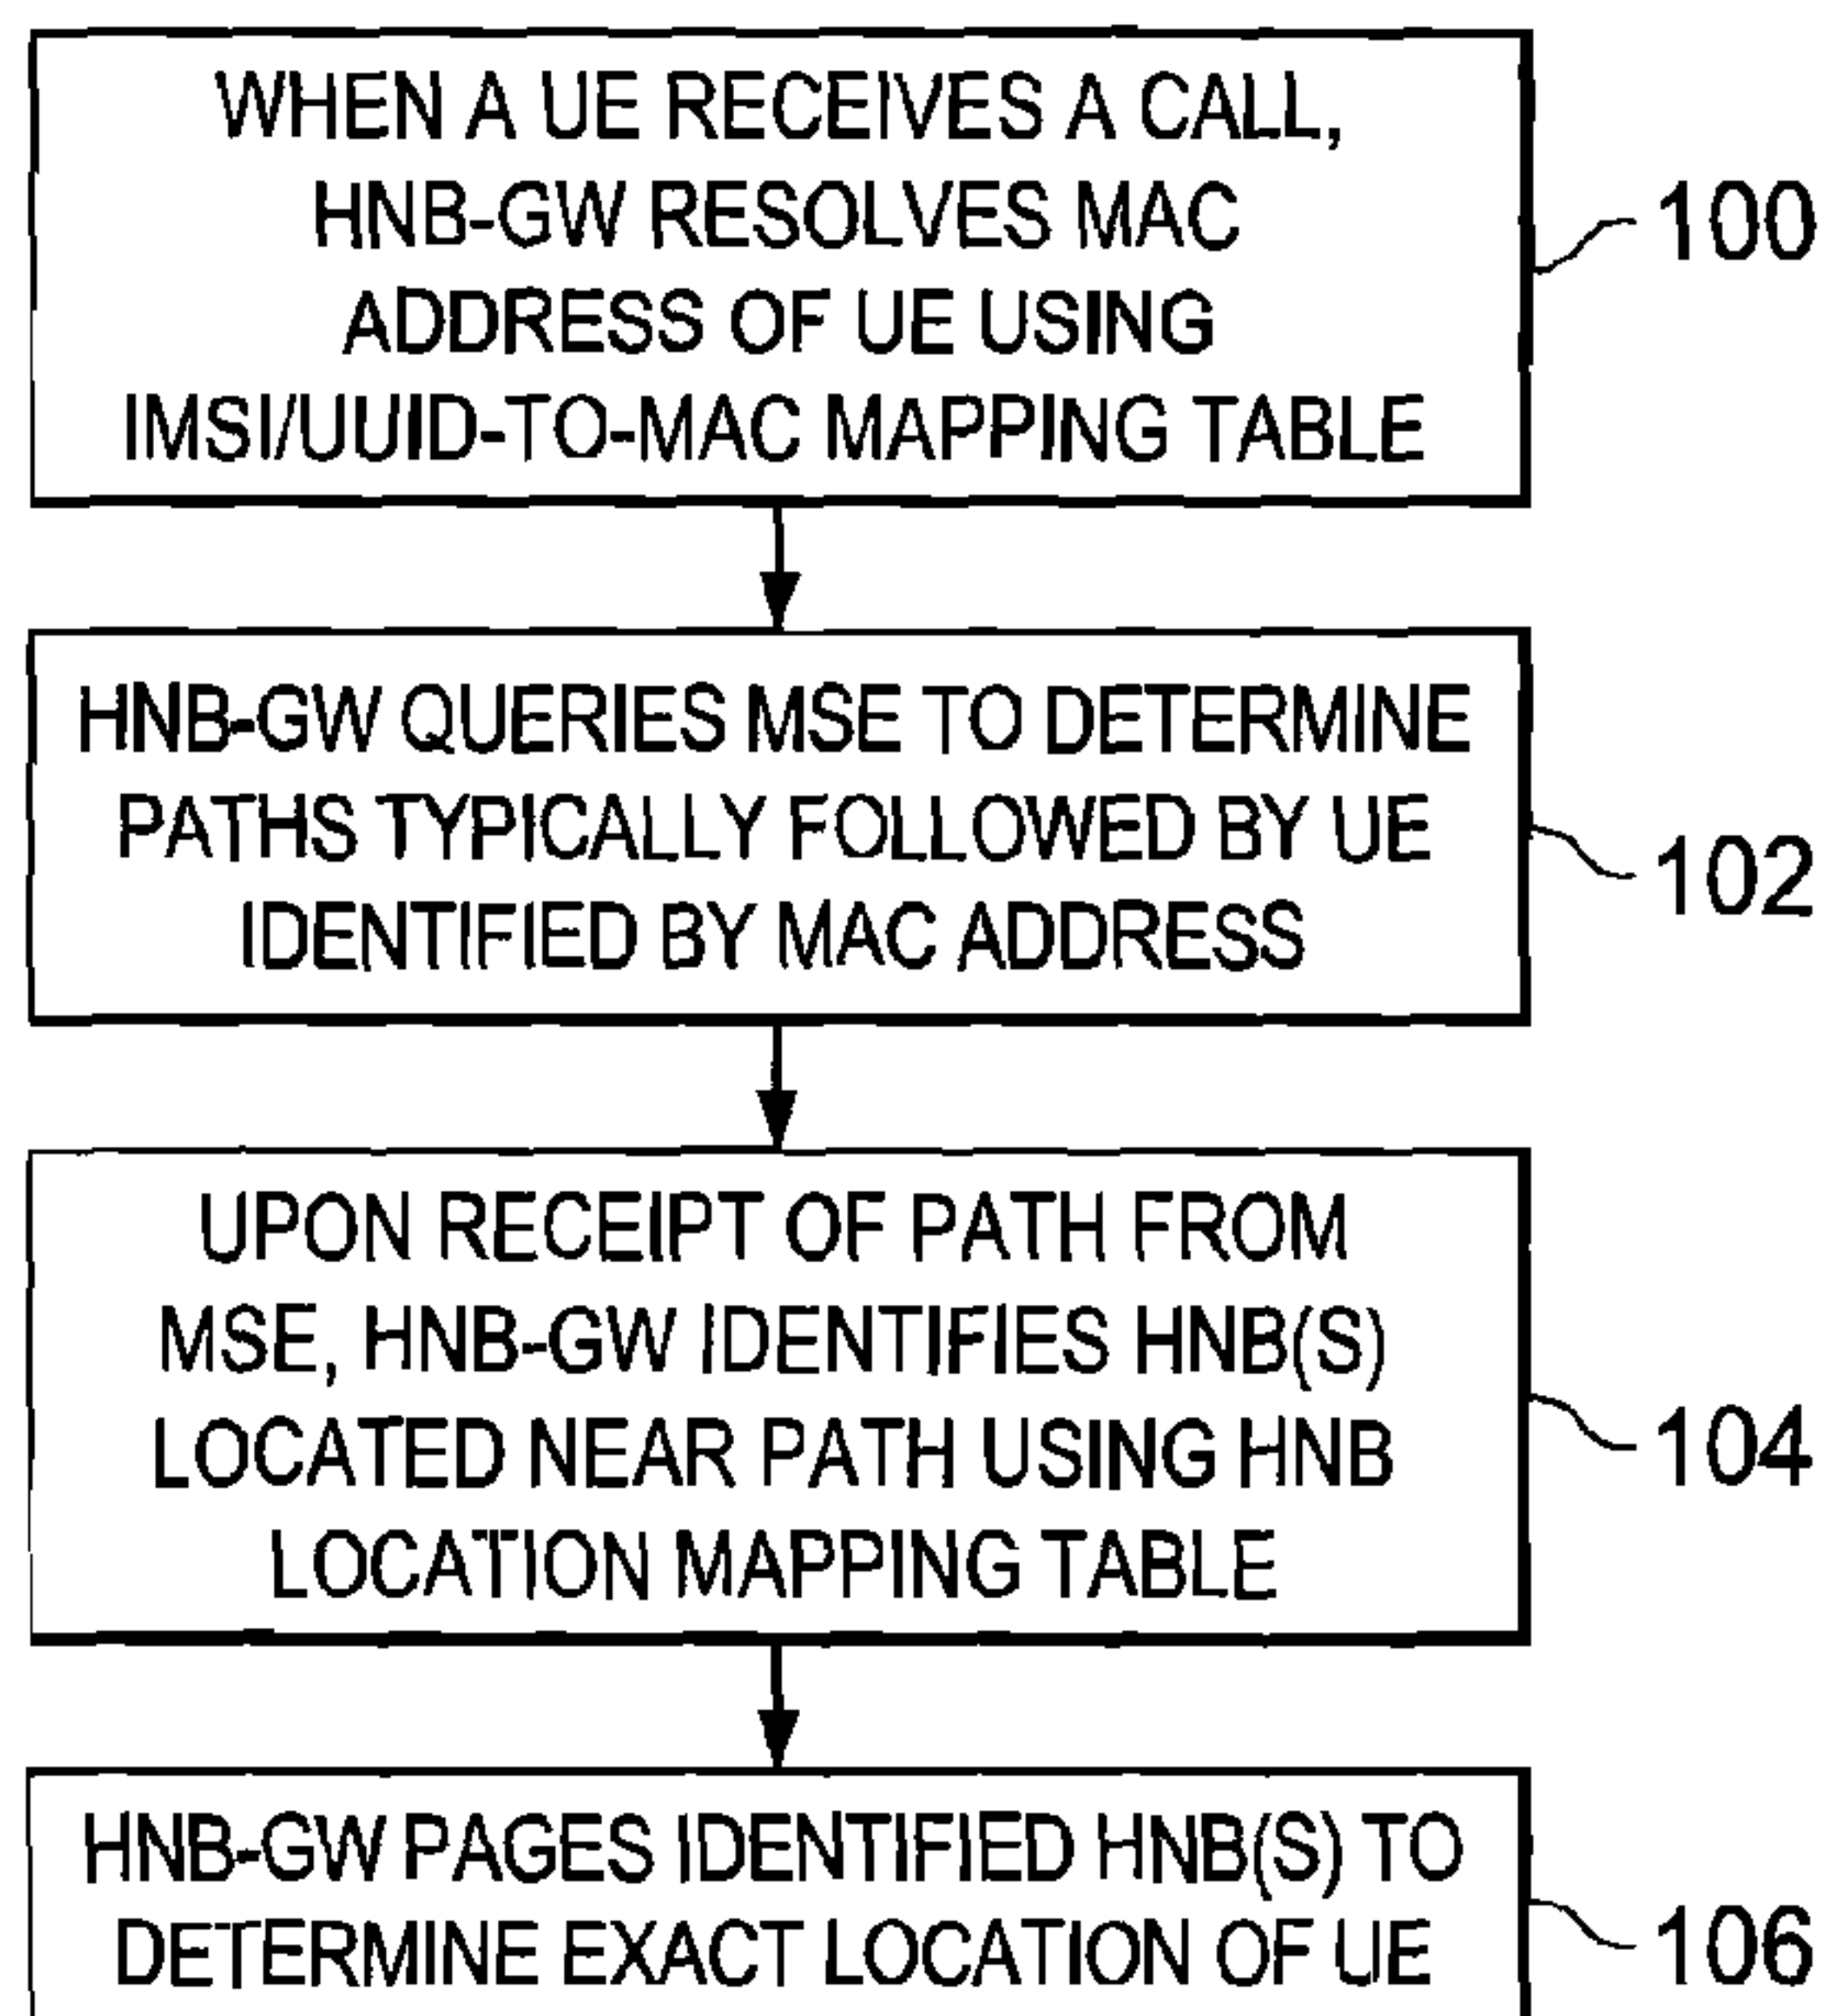 WHEN A UE RECEIVES A CALL,
HNB-GW RESOLVES MAC
ADDRESS OF UE USING
IMSI/UUID-TO-MAC MAPPING TABLE
100
HNB-GW QUERIES MSE TO DETERMINE
PATHS TYPICALLY FOLLOWED BY UE
IDENTIFIED BY MAC ADDRESS
102
UPON RECEIPT OF PATH FROM
MSE, HNB-GW IDENTIFIES HNB(S)
LOCATED NEAR PATH USING HNB
LOCATION MAPPING TABLE
104
HNB-GW PAGES IDENTIFIED HNB(S) TO
DETERMINE EXACT LOCATION OF UE
106